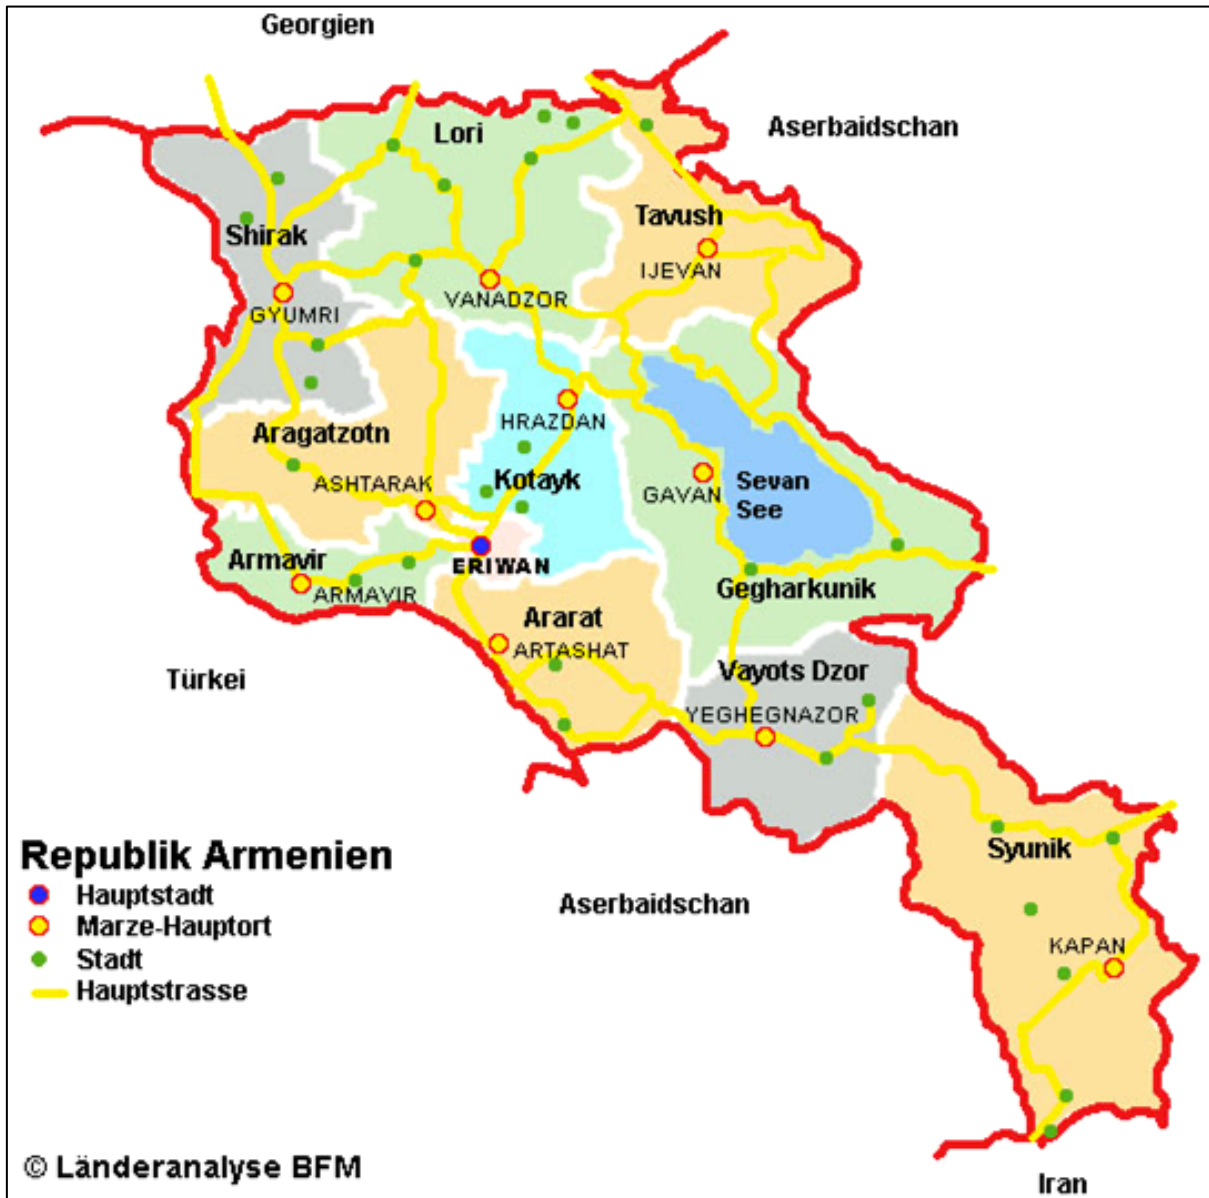 Georgien
Aserbaidschan
Lori
Tavush
IJEVAN
Shirak
GYUMRI
VANADZOR
HRAZDAN
Aragatzotn
ASHTARAK
Kotayk
GAVAN
Sevan
See
Armavir
ARMAVIR
ERIWAN
Gegharkunik
Ararat
ARTASHAT
Türkei
Vayots Dzor
YEGHEGNAZOR
Syunik
KAPAN
Aserbaidschan
Republik Armenien
Hauptstadt
Marze-Hauptort
Stadt
Hauptstrasse
© Länderanalyse BFM
Iran